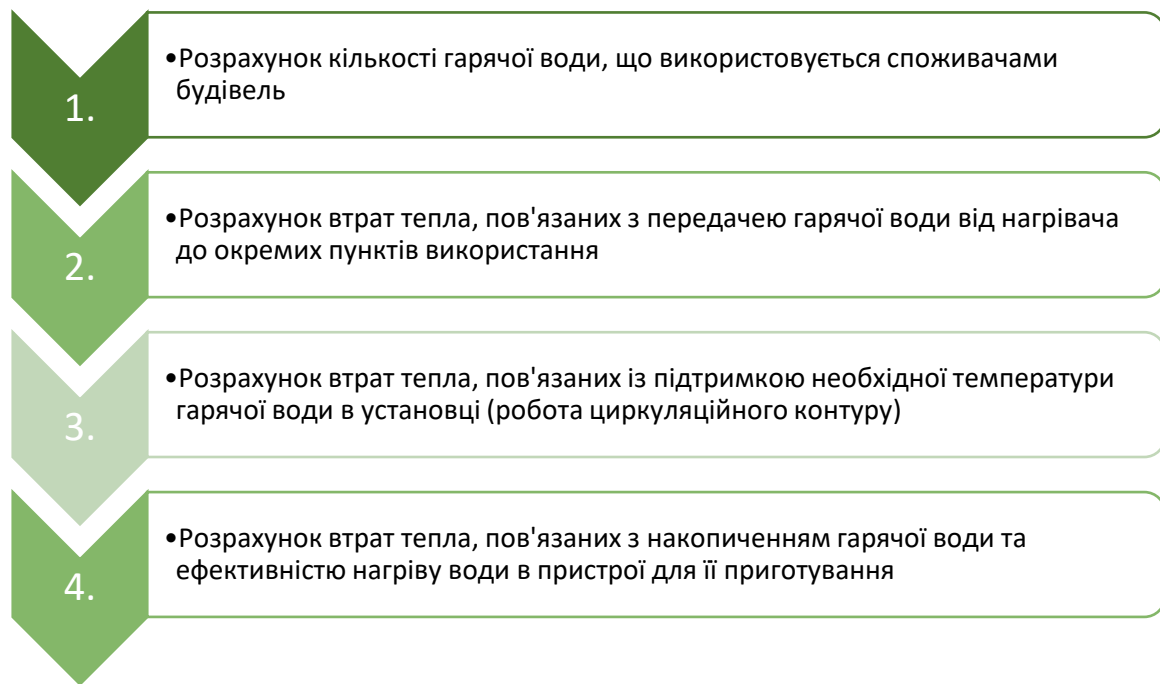 1.
•Розрахунок кількості гарячої води, що використовується споживачами
будівель
2.
•Розрахунок втрат тепла, пов'язаних з передачею гарячої води від нагрівача
до окремих пунктів використання
3.
•Розрахунок втрат тепла, пов'язаних із підтримкою необхідної температури
гарячої води в установці (робота циркуляційного контуру)
4.
•Розрахунок втрат тепла, пов'язаних з накопиченням гарячої води та
ефективністю нагріву води в пристрої для її приготування